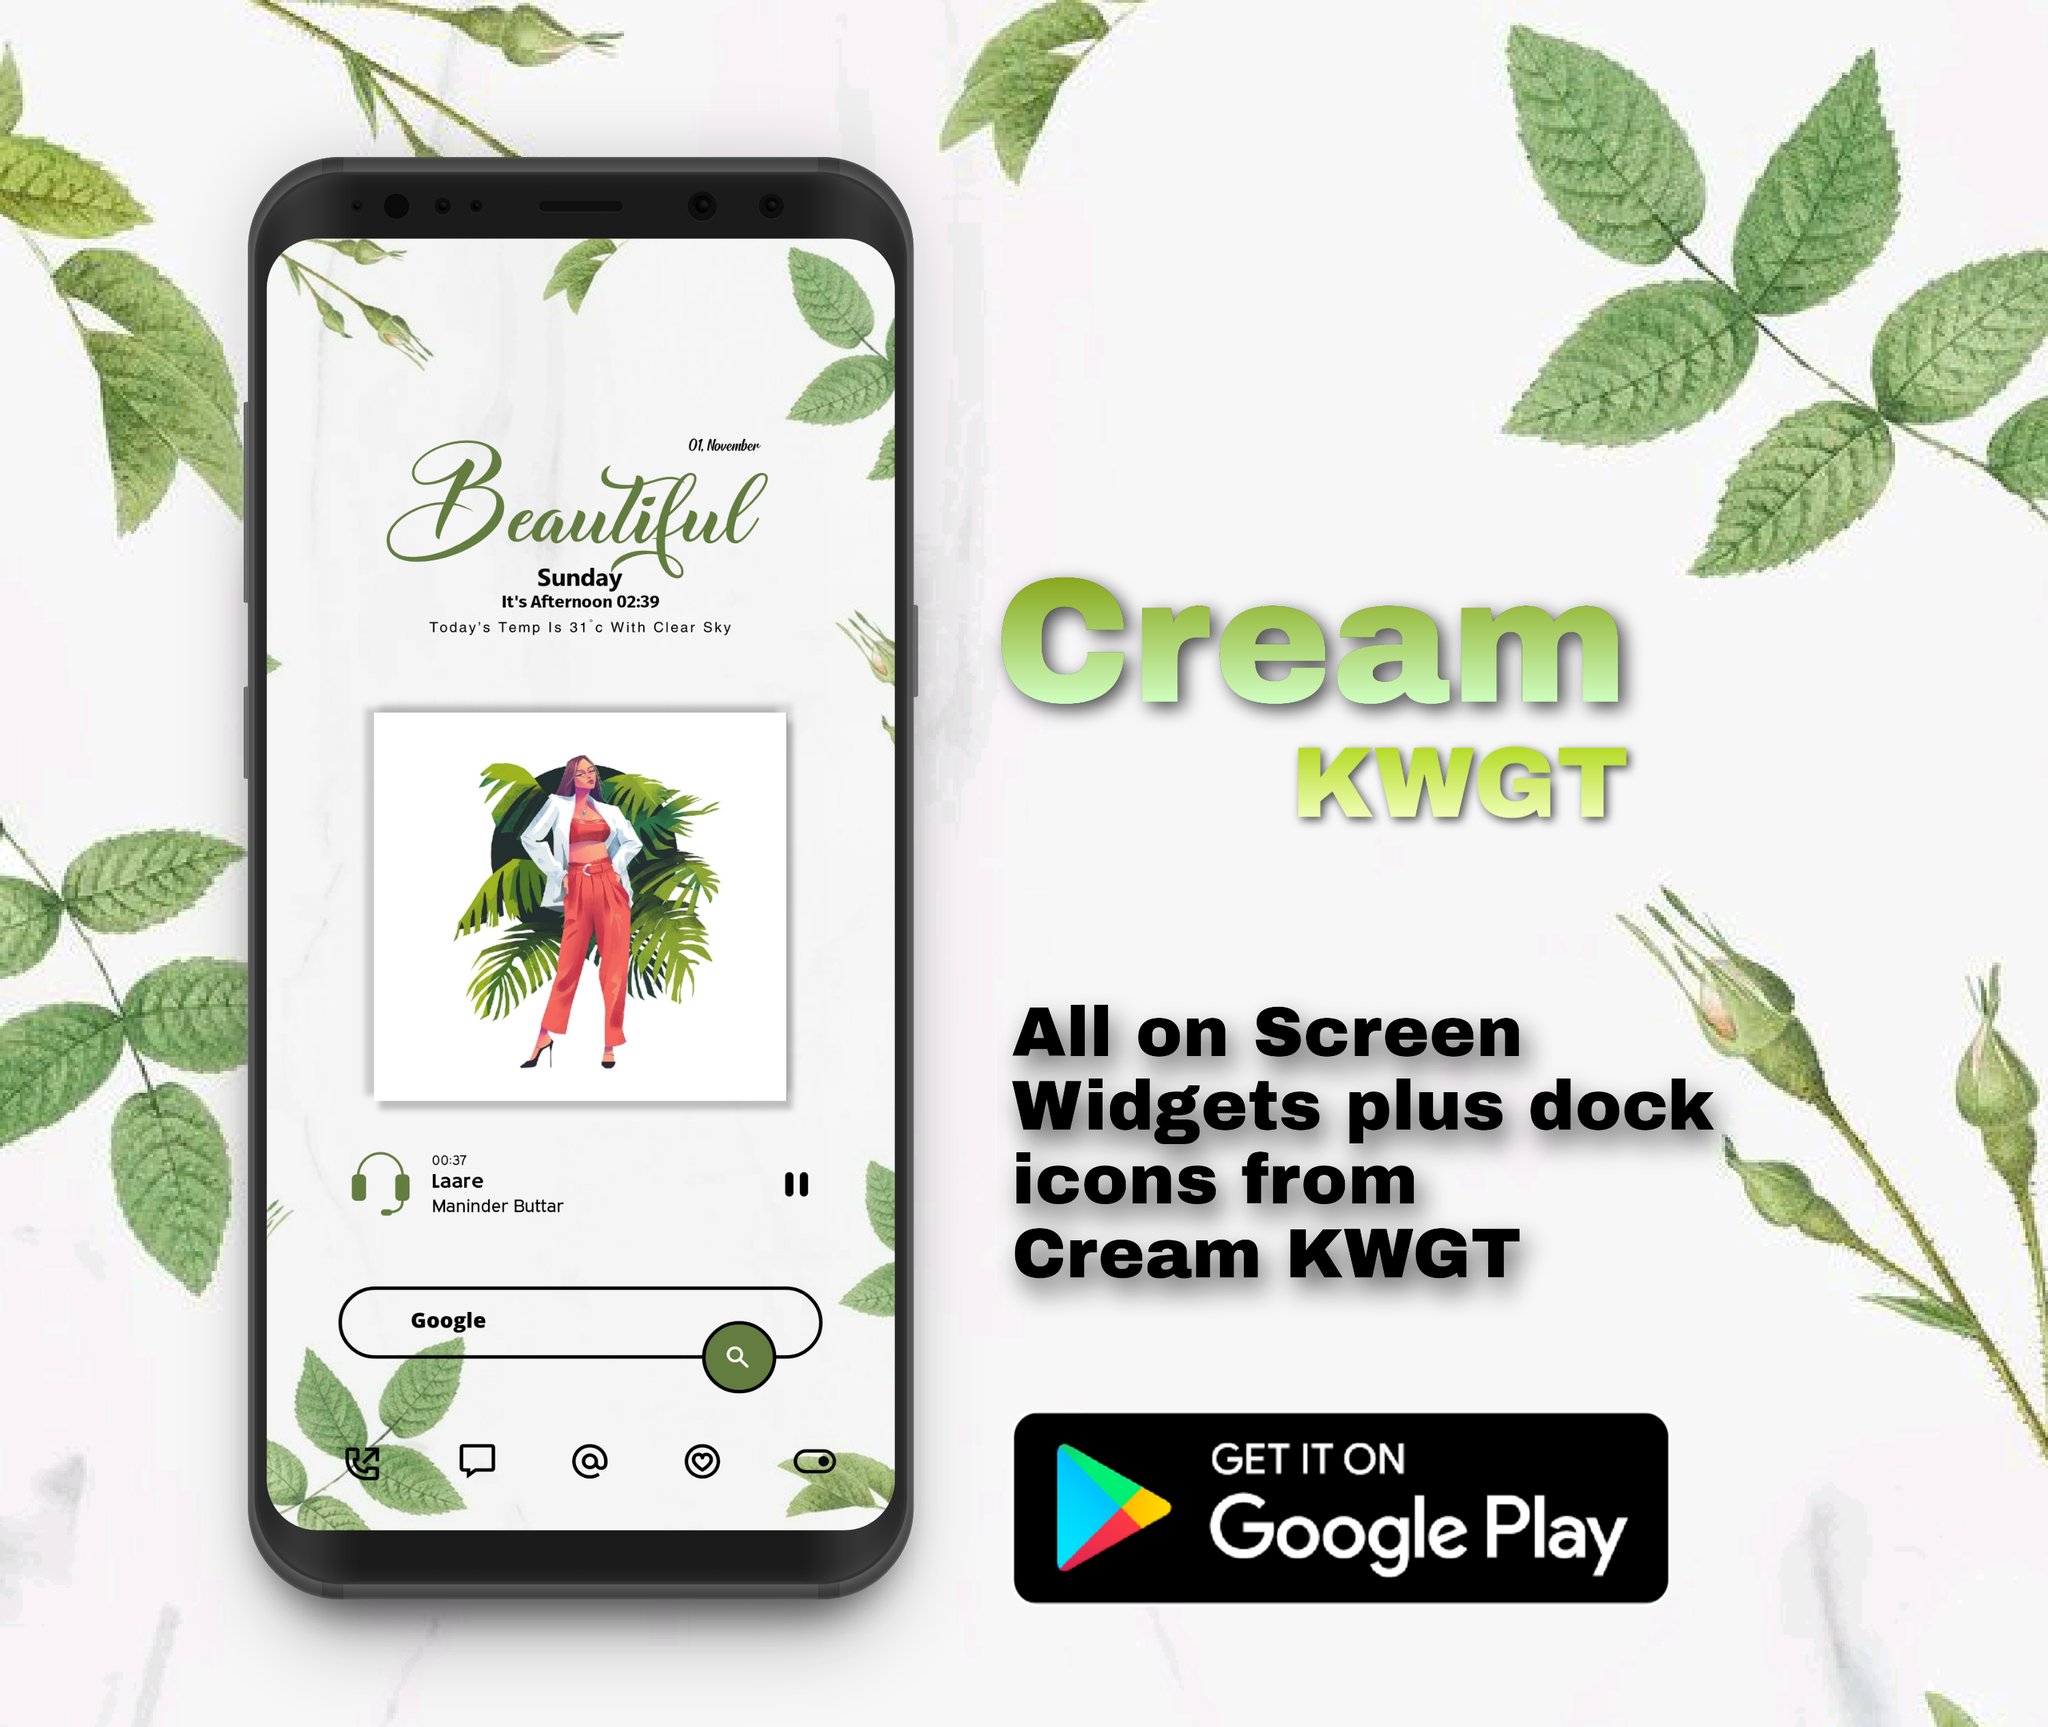 01, November
Beautiful
Sunday
It's Afternoon 02:39
Today's Temp Is 31°c With Clear Sky
00:37
Laare
Maninder Buttar
Google
Cream
KWGT
All on Screen
Widgets plus dock
icons from
Cream KWGT
GET IT ON
Google Play